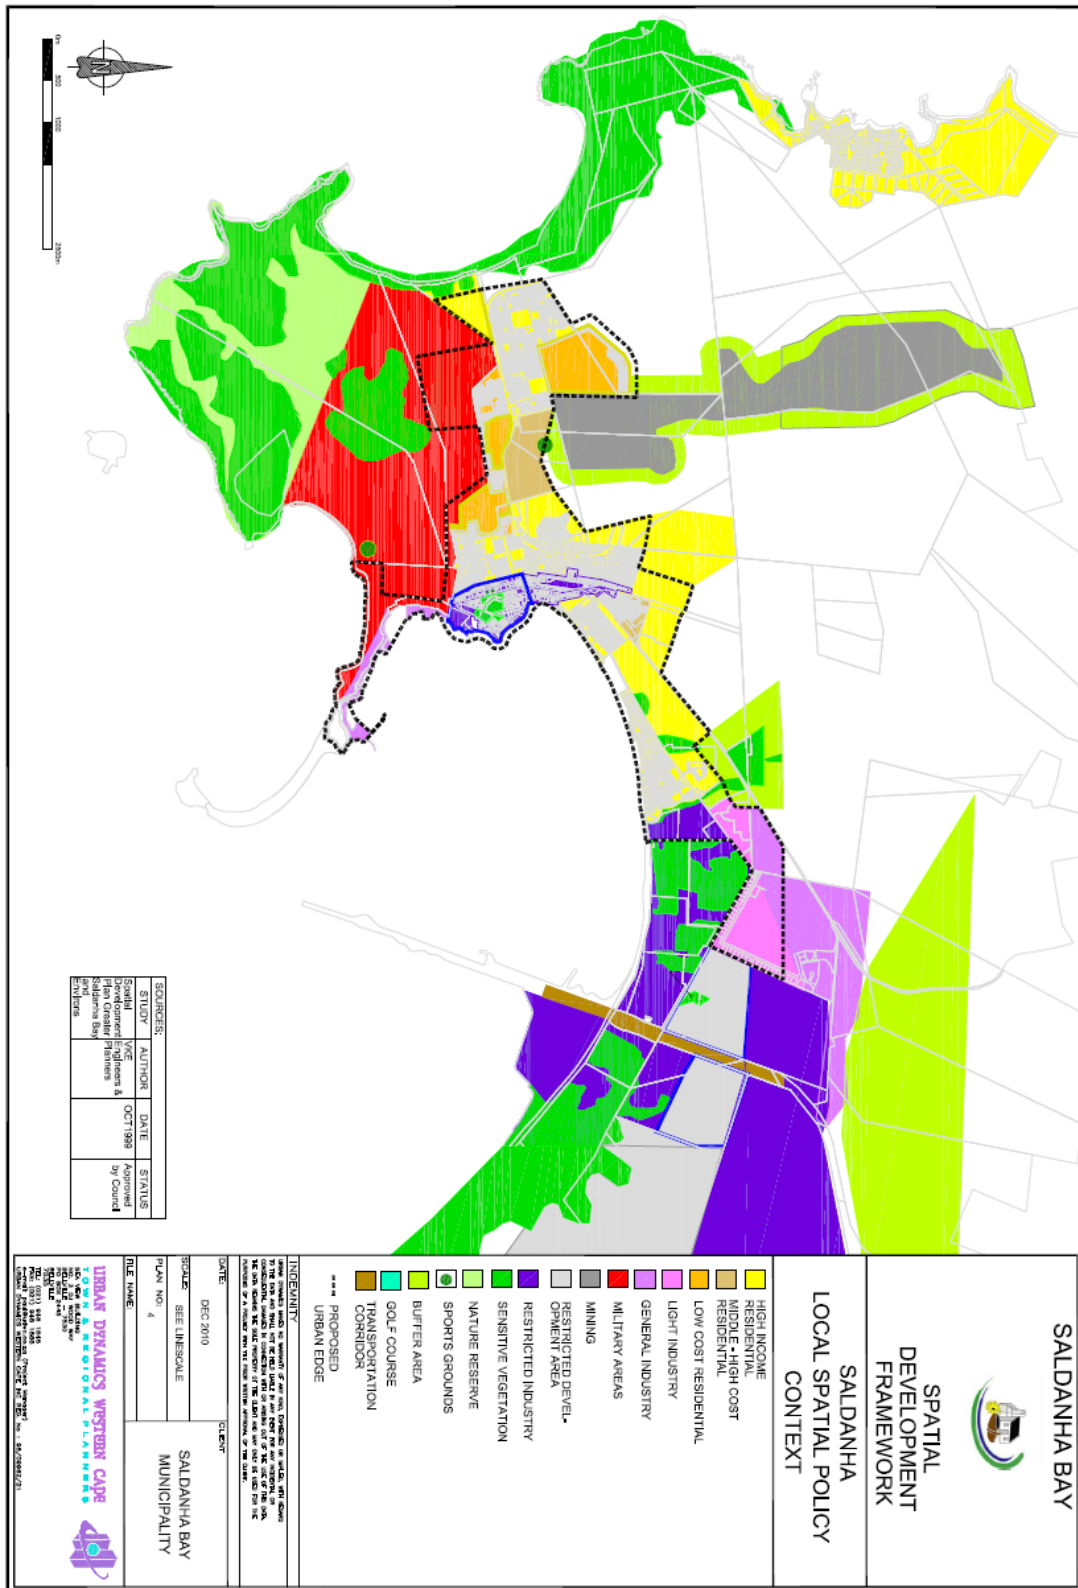 SALDANHA BAY
SPATIAL
DEVELOPMENT
FRAMEWORK
SALDANHA
LOCAL SPATIAL POLICY
CONTEXT
HIGH INCOME
RESIDENTIAL
MIDDLE - HIGH COST
RESIDENTIAL
LOW COST RESIDENTIAL
LIGHT INDUSTRY
GENERAL INDUSTRY
MILITARY AREAS
MINING
RESTRICTED DEVEL-
OPMENT AREA
RESTRICTED INDUSTRY
SENSITIVE VEGETATION
NATURE RESERVE
SPORTS GROUNDS
BUFFER AREA
GOLF COURSE
TRANSPORTATION
CORRIDOR
PROPOSED
URBAN EDGE
INDEMNITY
DATE:
DEC 2010
SCALE:
SEE LINESCALE
PLAN NO:
4
FILE NAME:
CLIENT
SALDANHA BAY
MUNICIPALITY
URBAN DYNAMICS WESTERN CAPE
TOWN & REGIONAL PLANNERS
SOURCES:
STUDY AUTHOR DATE STATUS
Spatial
Development
Plan Greater
Saldanha Bay
and
Environs
VKE
Engineers &
Planners
OCT1999
Approved
by Council
N
0m 500 1000 2500m